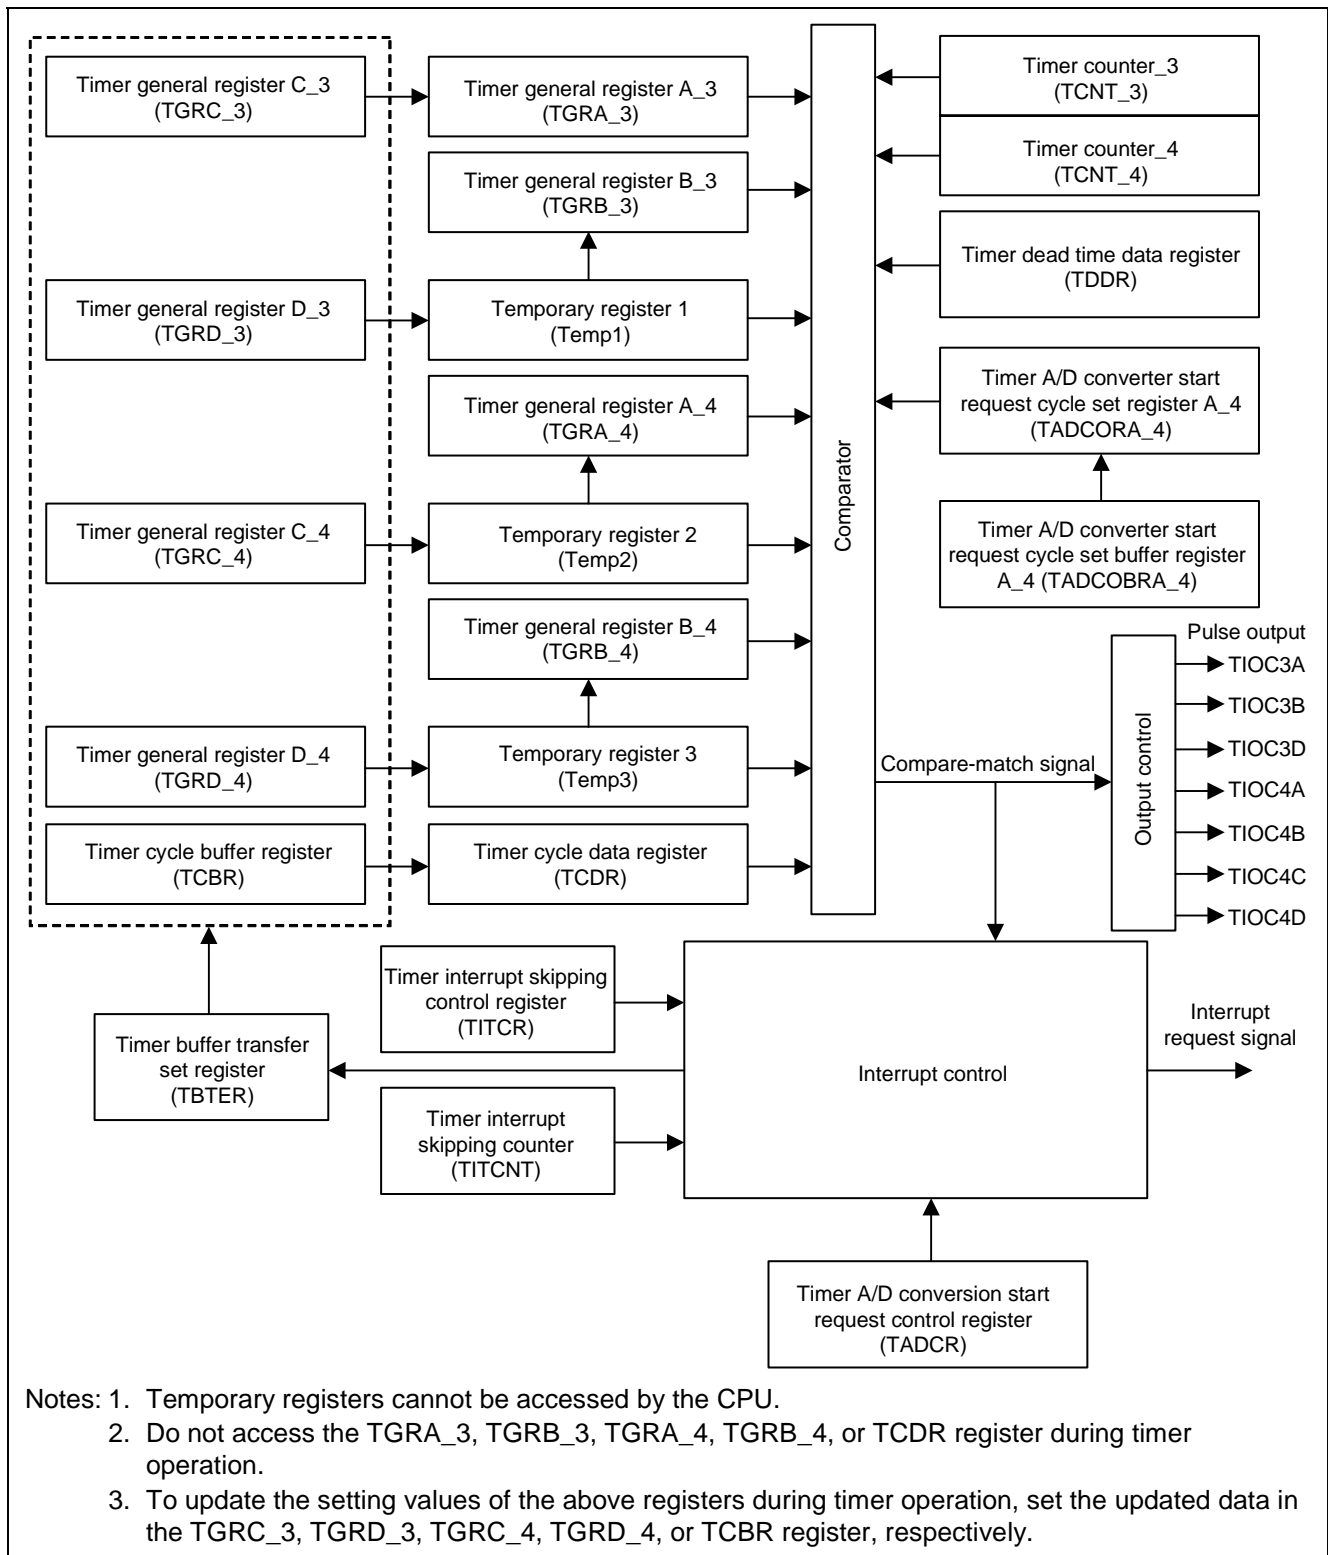 Timer general register C_3
(TGRC_3)
Timer general register A_3
(TGRA_3)
Timer counter_3
(TCNT_3)
Timer counter_4
(TCNT_4)
Timer general register B_3
(TGRB_3)
Timer dead time data register
(TDDR)
Timer general register D_3
(TGRD_3)
Temporary register 1
(Temp1)
Timer general register A_4
(TGRA_4)
Timer A/D converter start
request cycle set register A_4
(TADCORA_4)
Comparator
Timer general register C_4
(TGRC_4)
Temporary register 2
(Temp2)
Timer A/D converter start
request cycle set buffer register
A_4 (TADCOBRA_4)
Timer general register B_4
(TGRB_4)
Pulse output
TIOC3A
TIOC3B
TIOC3D
TIOC4A
TIOC4B
TIOC4C
TIOC4D
Output control
Timer general register D_4
(TGRD_4)
Temporary register 3
(Temp3)
Compare-match signal
Timer cycle buffer register
(TCBR)
Timer cycle data register
(TCDR)
Timer interrupt skipping
control register
(TITCR)
Timer buffer transfer
set register
(TBTER)
Interrupt control
Interrupt
request signal
Timer interrupt
skipping counter
(TITCNT)
Timer A/D conversion start
request control register
(TADCR)
Notes: 1. Temporary registers cannot be accessed by the CPU.
2. Do not access the TGRA_3, TGRB_3, TGRA_4, TGRB_4, or TCDR register during timer
operation.
3. To update the setting values of the above registers during timer operation, set the updated data in
the TGRC_3, TGRD_3, TGRC_4, TGRD_4, or TCBR register, respectively.